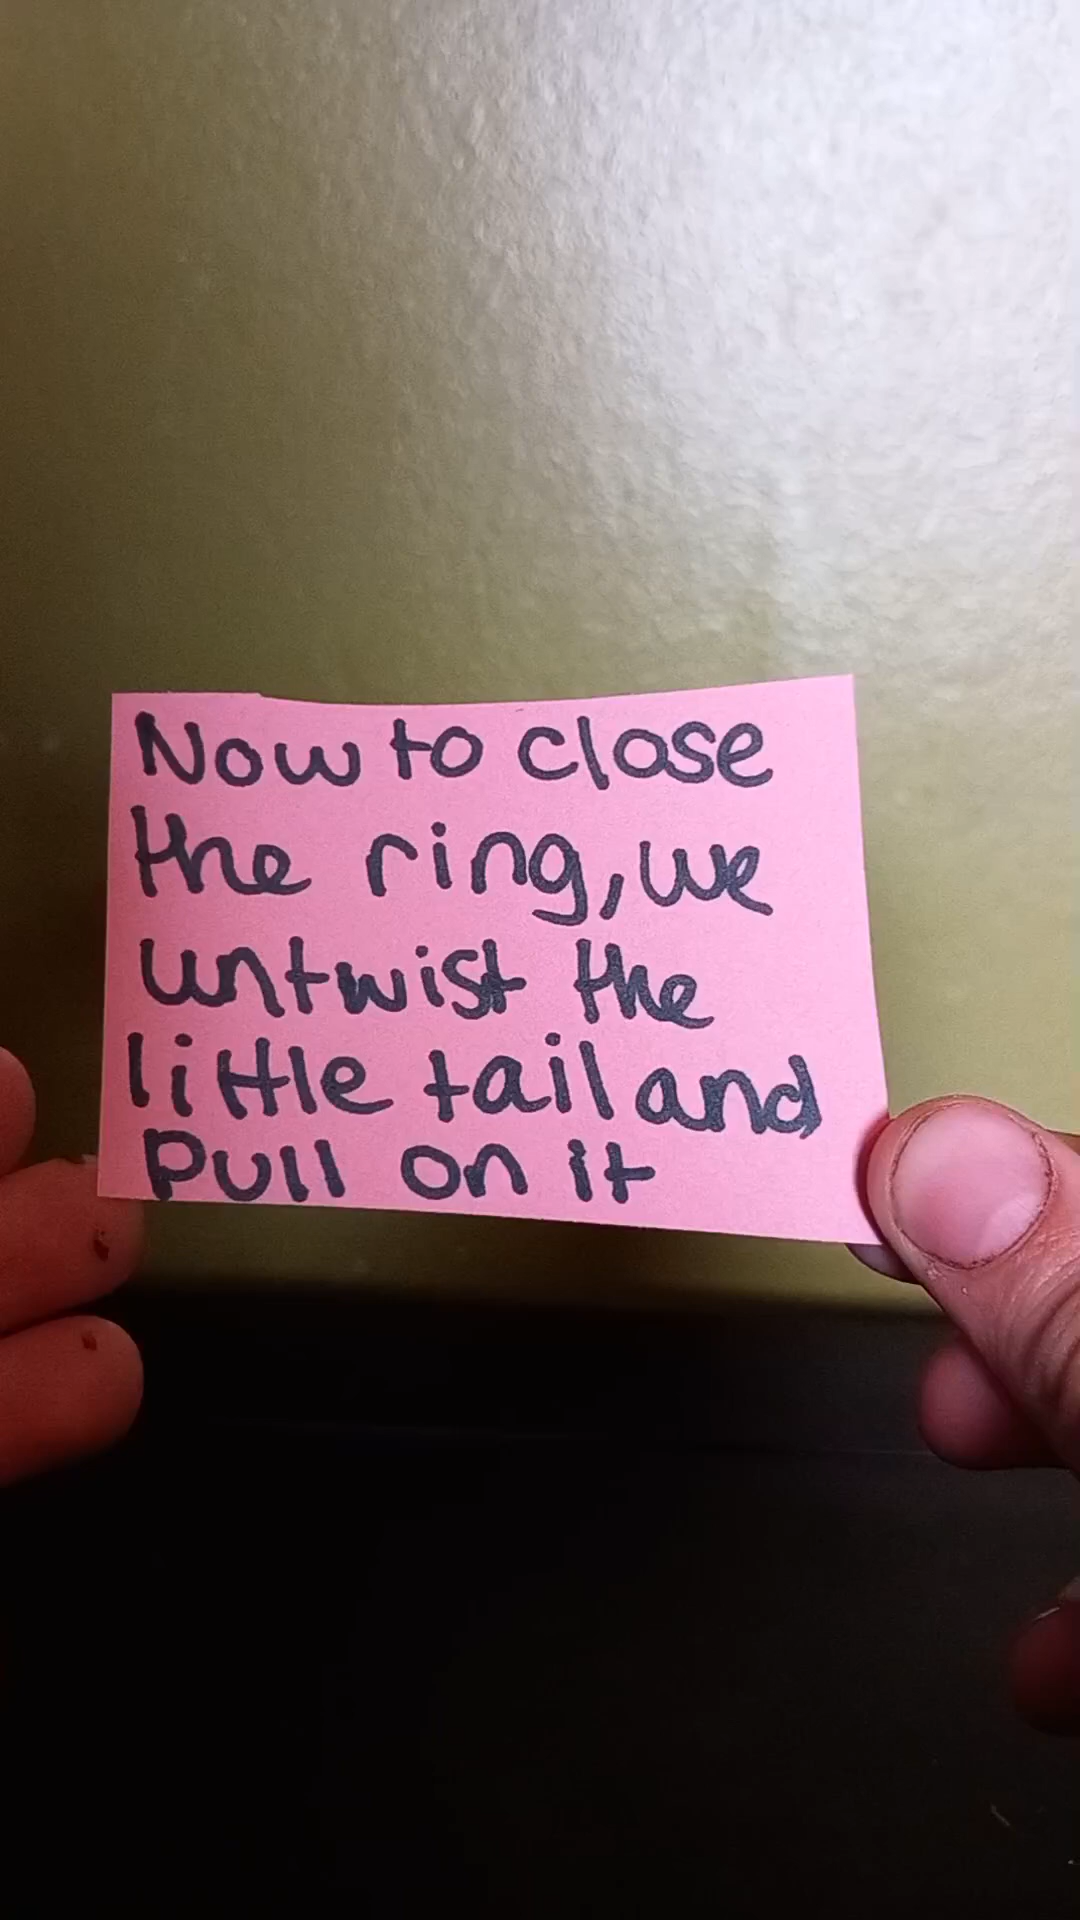 Now to close
the ring, we
untwist the
little tail and
Pull on it